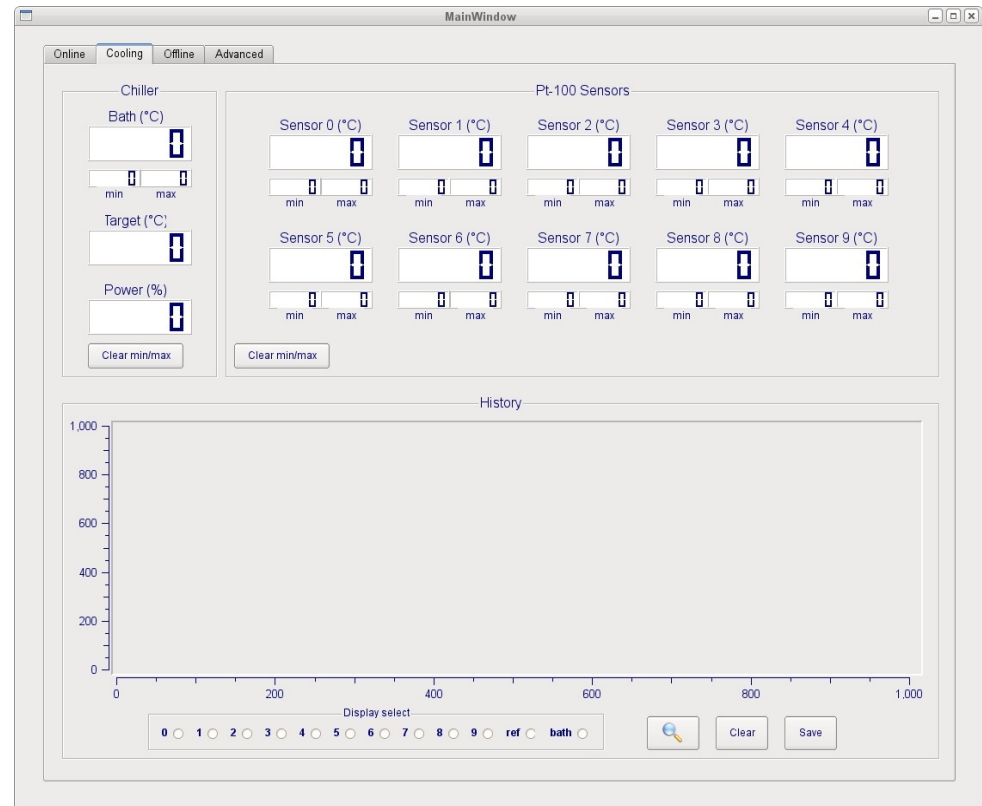 MainWindow
Online Cooling Offline Advanced
Chiller
Bath (°C)
0
0 0
min max
Target (°C)
0
Power (%)
0
Clear min/max
Pt-100 Sensors
Sensor 0 (°C) Sensor 1 (°C) Sensor 2 (°C) Sensor 3 (°C) Sensor 4 (°C)
0 0 0 0 0
0 0 0 0 0 0 0 0 0 0
min max min max min max min max min max
Sensor 5 (°C) Sensor 6 (°C) Sensor 7 (°C) Sensor 8 (°C) Sensor 9 (°C)
0 0 0 0 0
0 0 0 0 0 0 0 0 0 0
min max min max min max min max min max
Clear min/max
History
1,000
800
600
400
200
0
0 200 400 600 800 1,000
Display select
0 1 2 3 4 5 6 7 8 9 ref bath
Clear Save